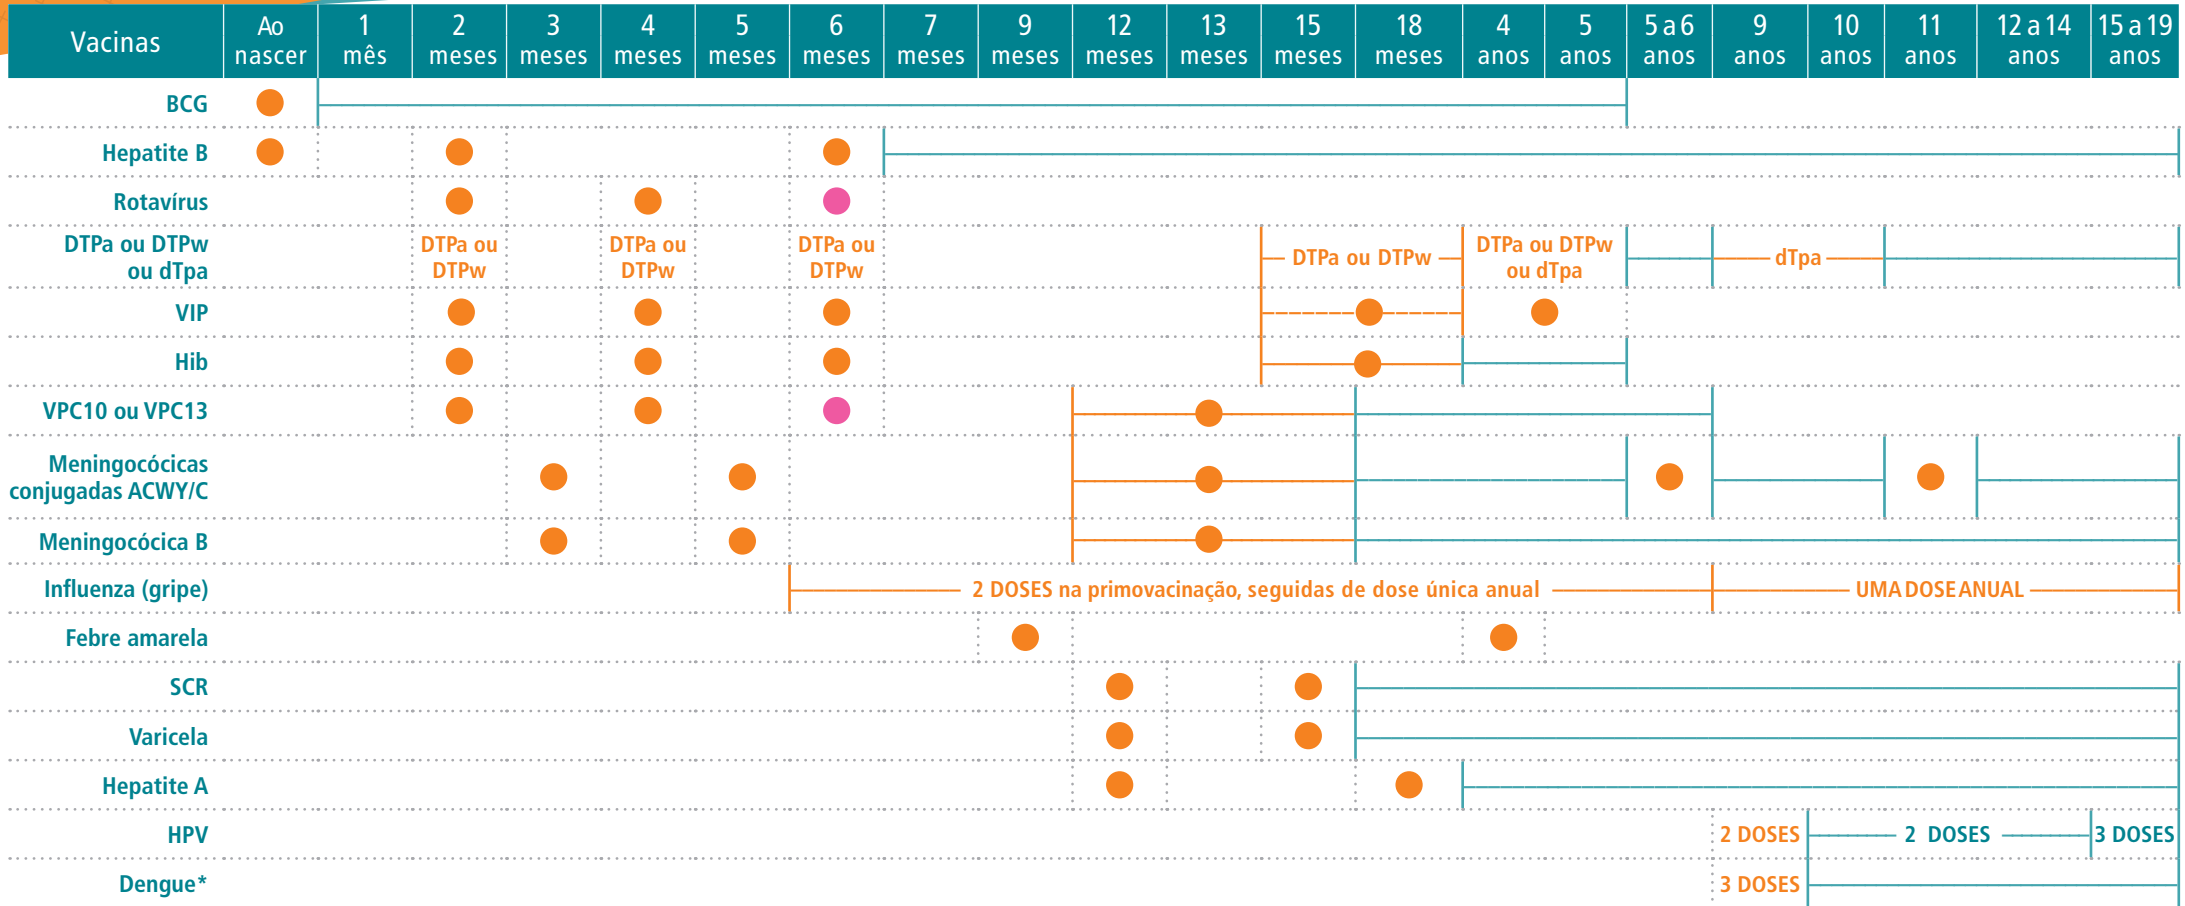 Vacinas
Ao nascer
1 mês
2 meses
3 meses
4 meses
5 meses
6 meses
7 meses
9 meses
12 meses
13 meses
15 meses
18 meses
4 anos
5 anos
5 a 6 anos
9 anos
10 anos
11 anos
12 a 14 anos
15 a 19 anos
BCG
Hepatite B
Rotavírus
DTPa ou DTPw
ou dTpa
DTPa ou
DTPw
DTPa ou
DTPw
DTPa ou
DTPw
DTPa ou DTPw
DTPa ou DTPw
ou dTpa
dTpa
VIP
Hib
VPC10 ou VPC13
Meningocócicas
conjugadas ACWY/C
Meningocócica B
Influenza (gripe)
2 DOSES na primovacinação, seguidas de dose única anual
UMA DOSE ANUAL
Febre amarela
SCR
Varicela
Hepatite A
HPV
2 DOSES
2 DOSES
3 DOSES
Dengue*
3 DOSES